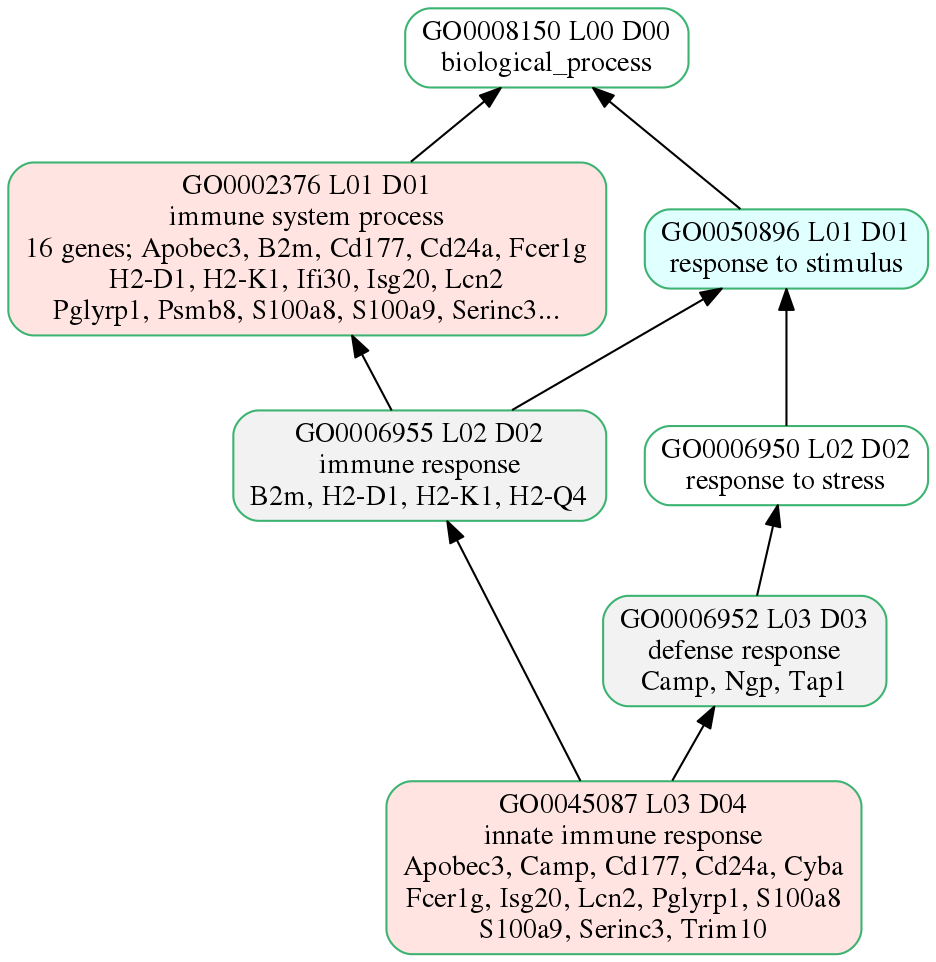 GO0008150 L00 D00
biological_process
GO0002376 L01 D01
immune system process
16 genes; Apobec3, B2m, Cd177, Cd24a, Fcer1g
H2-D1, H2-K1, Ifi30, Isg20, Lcn2
Pglyrp1, Psmb8, S100a8, S100a9, Serinc3...
GO0050896 L01 D01
response to stimulus
GO0006955 L02 D02
immune response
B2m, H2-D1, H2-K1, H2-Q4
GO0006950 L02 D02
response to stress
GO0006952 L03 D03
defense response
Camp, Ngp, Tap1
GO0045087 L03 D04
innate immune response
Apobec3, Camp, Cd177, Cd24a, Cyba
Fcer1g, Isg20, Lcn2, Pglyrp1, S100a8
S100a9, Serinc3, Trim10